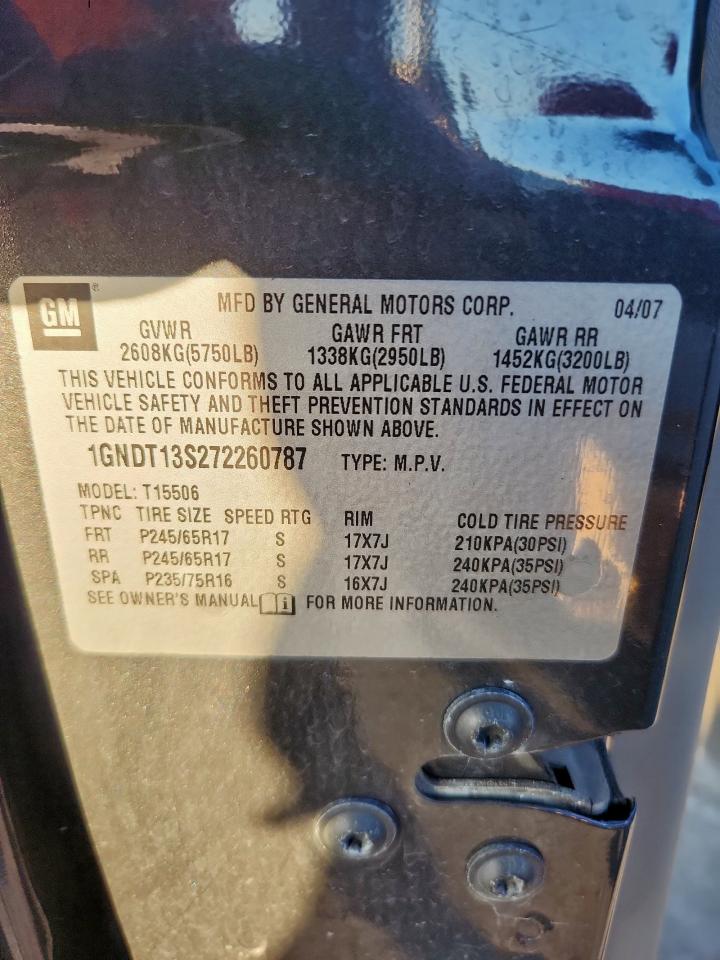 GM® MFD BY GENERAL MOTORS CORP. 04/07
GVWR GAWR FRT GAWR RR
2608KG(5750LB) 1338KG(2950LB) 1452KG(3200LB)
THIS VEHICLE CONFORMS TO ALL APPLICABLE U.S. FEDERAL MOTOR
VEHICLE SAFETY AND THEFT PREVENTION STANDARDS IN EFFECT ON
THE DATE OF MANUFACTURE SHOWN ABOVE.
1GNDT13S272260787 TYPE: M.P.V.
MODEL: T15506
TPNC TIRE SIZE SPEED RTG RIM COLD TIRE PRESSURE
FRT P245/65R17 S 17X7J 210KPA(30PSI)
RR P245/65R17 S 17X7J 240KPA(35PSI)
SPA P235/75R16 S 16X7J 240KPA(35PSI)
SEE OWNER'S MANUAL i FOR MORE INFORMATION.